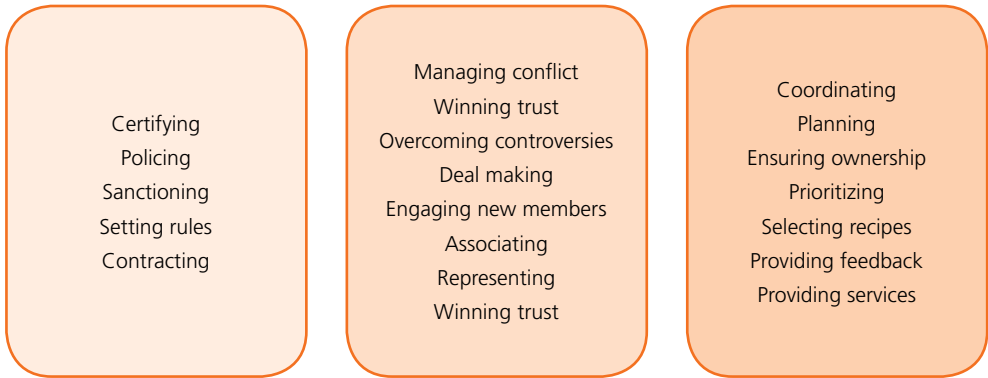 Certifying
Policing
Sanctioning
Setting rules
Contracting
Managing conflict
Winning trust
Overcoming controversies
Deal making
Engaging new members
Associating
Representing
Winning trust
Coordinating
Planning
Ensuring ownership
Prioritizing
Selecting recipes
Providing feedback
Providing services